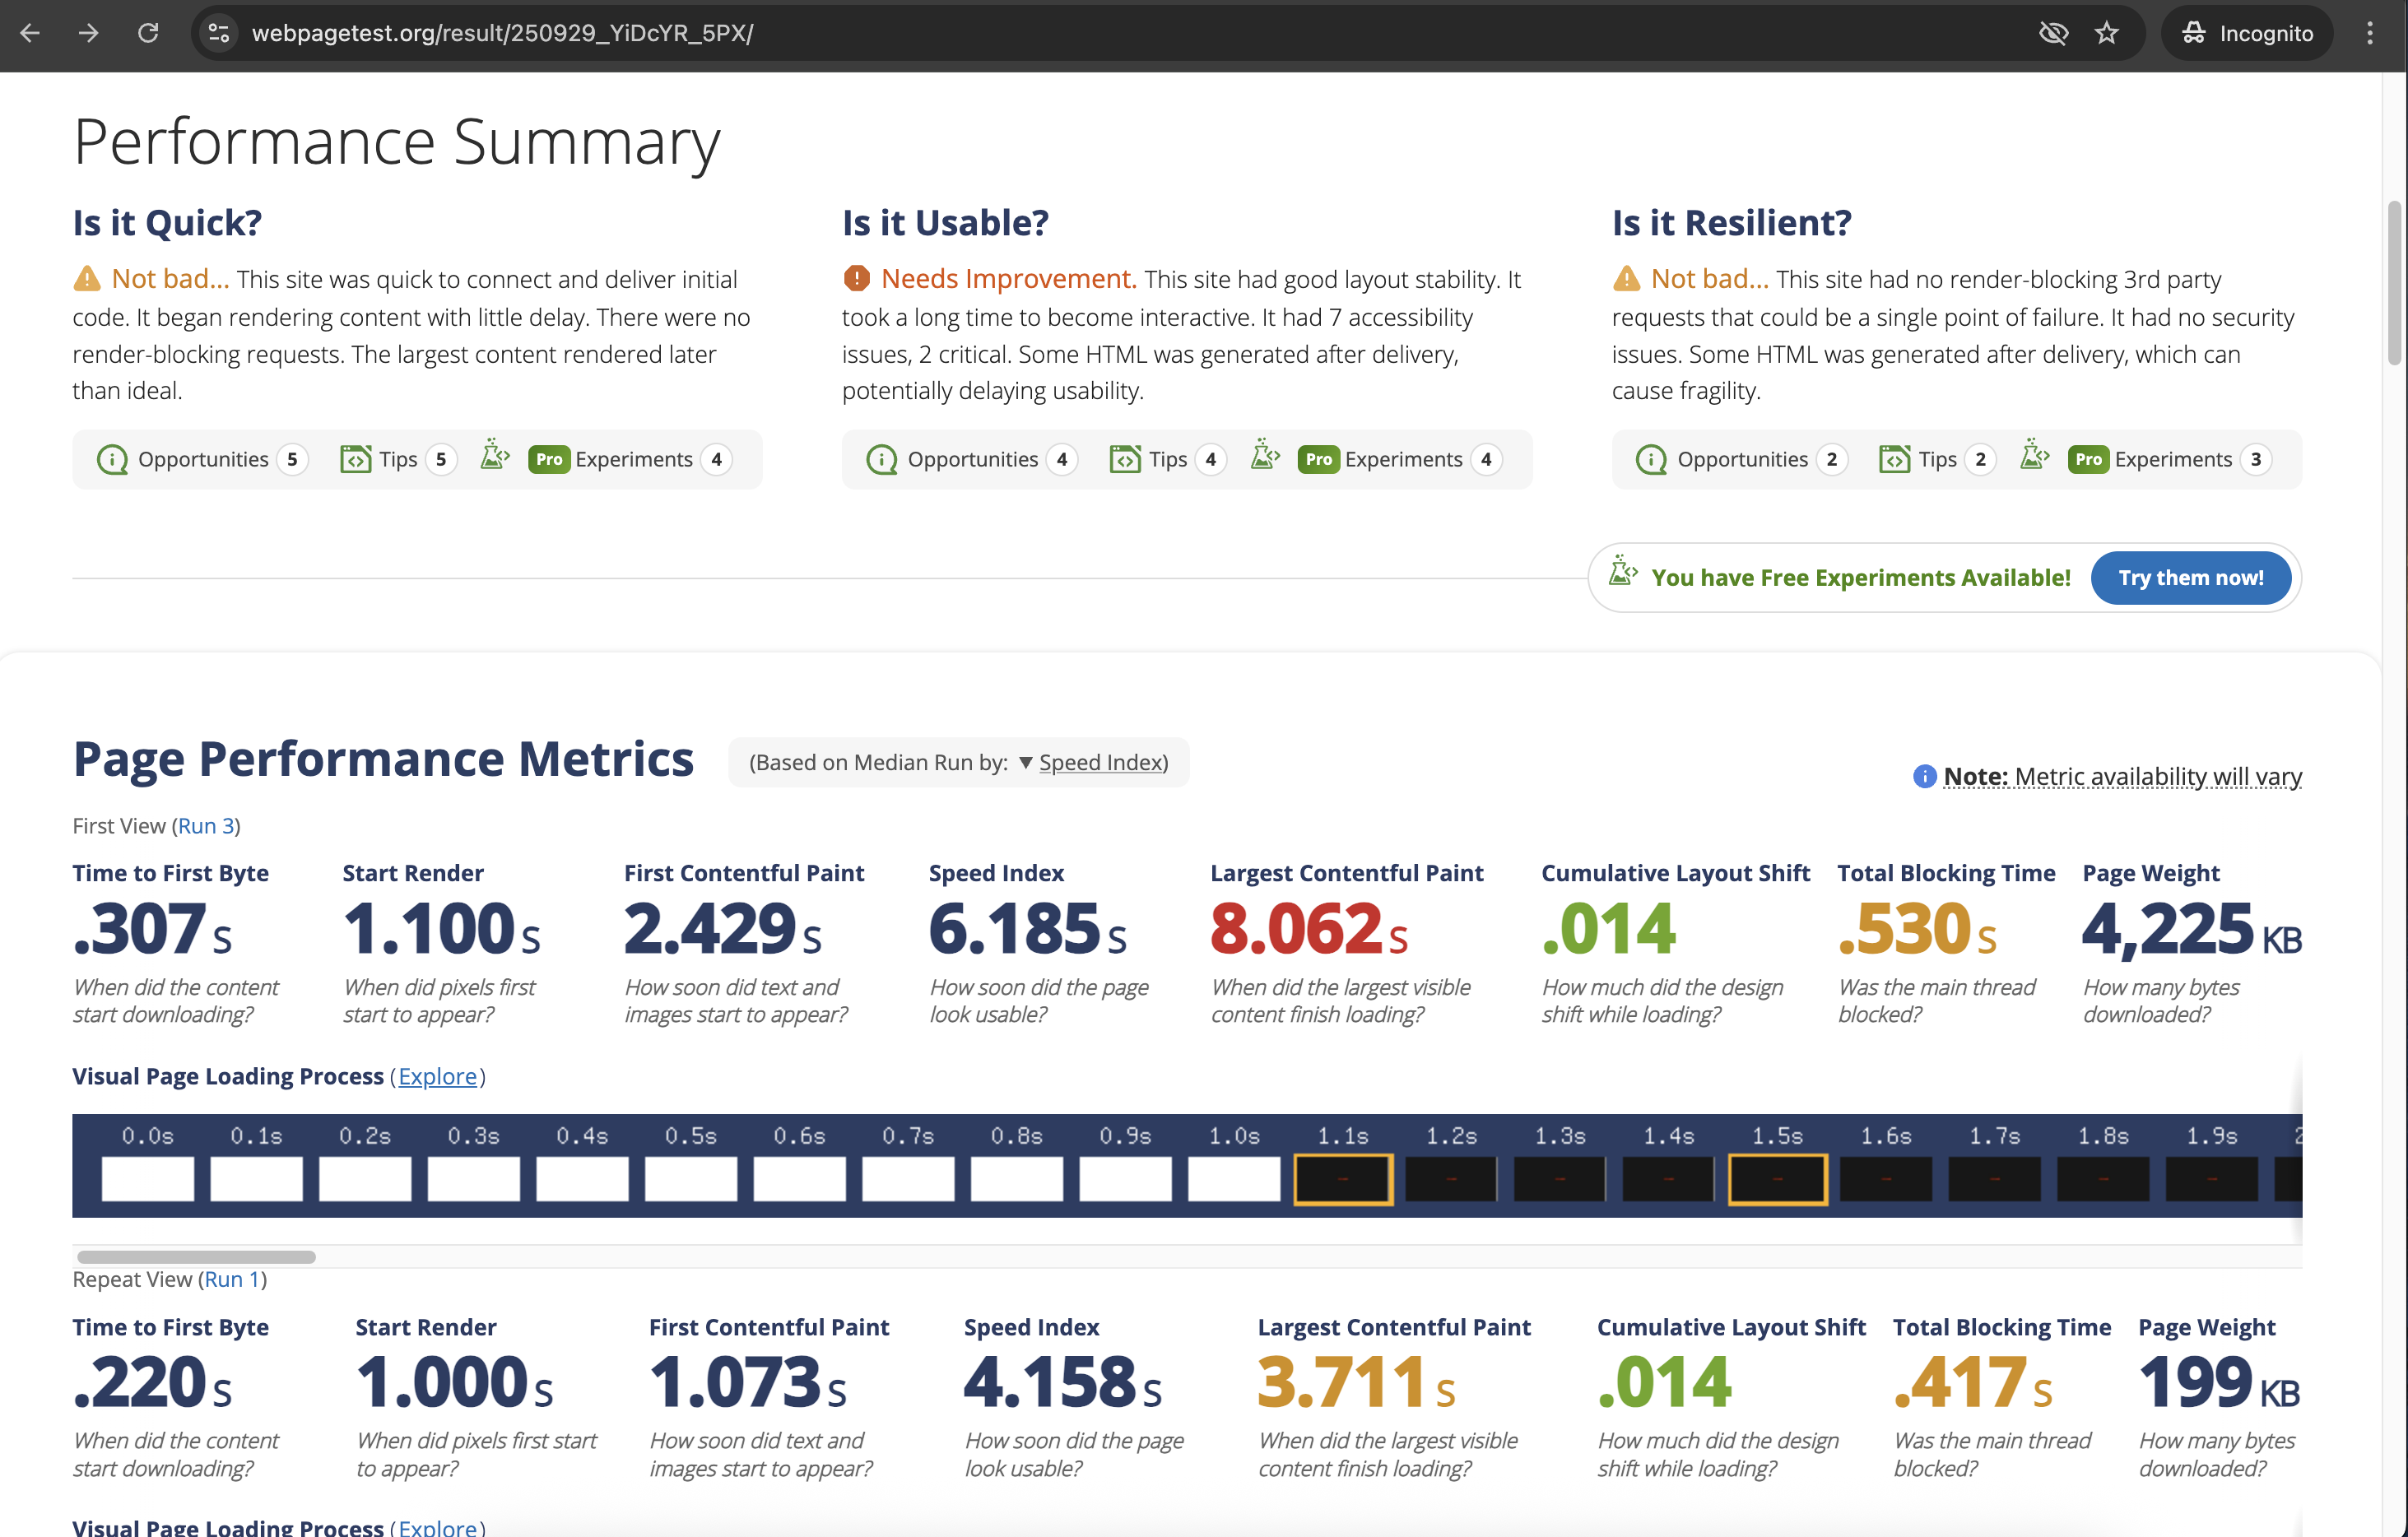 webpagetest.org/result/250929_YiDcYR_5PX/
Incognito
Performance Summary
Is it Quick?
Not bad... This site was quick to connect and deliver initial
code. It began rendering content with little delay. There were no
render-blocking requests. The largest content rendered later
than ideal.
Opportunities 5 Tips 5 Pro Experiments 4
Is it Usable?
Needs Improvement. This site had good layout stability. It
took a long time to become interactive. It had 7 accessibility
issues, 2 critical. Some HTML was generated after delivery,
potentially delaying usability.
Opportunities 4 Tips 4 Pro Experiments 4
Is it Resilient?
Not bad... This site had no render-blocking 3rd party
requests that could be a single point of failure. It had no security
issues. Some HTML was generated after delivery, which can
cause fragility.
Opportunities 2 Tips 2 Pro Experiments 3
You have Free Experiments Available! Try them now!
Page Performance Metrics (Based on Median Run by: ▼ Speed Index)
Note: Metric availability will vary
First View (Run 3)
Time to First Byte
.307 s
When did the content
start downloading?
Start Render
1.100 s
When did pixels first
start to appear?
First Contentful Paint
2.429 s
How soon did text and
images start to appear?
Speed Index
6.185 s
How soon did the page
look usable?
Largest Contentful Paint
8.062 s
When did the largest visible
content finish loading?
Cumulative Layout Shift
.014
How much did the design
shift while loading?
Total Blocking Time
.530 s
Was the main thread
blocked?
Page Weight
4,225 KB
How many bytes
downloaded?
Visual Page Loading Process (Explore)
0.0s 0.1s 0.2s 0.3s 0.4s 0.5s 0.6s 0.7s 0.8s 0.9s 1.0s 1.1s 1.2s 1.3s 1.4s 1.5s 1.6s 1.7s 1.8s 1.9s
Repeat View (Run 1)
Time to First Byte
.220 s
When did the content
start downloading?
Start Render
1.000 s
When did pixels first start
to appear?
First Contentful Paint
1.073 s
How soon did text and
images start to appear?
Speed Index
4.158 s
How soon did the page
look usable?
Largest Contentful Paint
3.711 s
When did the largest visible
content finish loading?
Cumulative Layout Shift
.014
How much did the design
shift while loading?
Total Blocking Time
.417 s
Was the main thread
blocked?
Page Weight
199 KB
How many bytes
downloaded?
Visual Page Loading Process (Explore)